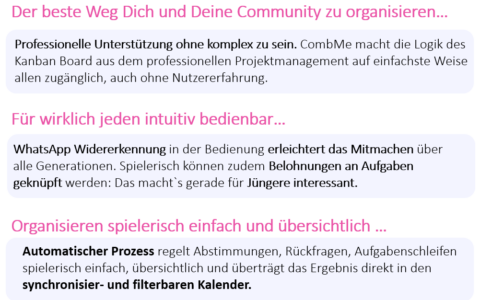 Der beste Weg Dich und Deine Community zu organisieren…
Professionelle Unterstützung ohne komplex zu sein. CombMe macht die Logik des
Kanban Board aus dem professionellen Projektmanagement auf einfachste Weise
allen zugänglich, auch ohne Nutzererfahrung.
Für wirklich jeden intuitiv bedienbar…
WhatsApp Widererkennung in der Bedienung erleichtert das Mitmachen über
alle Generationen. Spielerisch können zudem Belohnungen an Aufgaben
geknüpft werden: Das macht`s gerade für Jüngere interessant.
Organisieren spielerisch einfach und übersichtlich ...
Automatischer Prozess regelt Abstimmungen, Rückfragen, Aufgabenschleifen
spielerisch einfach, übersichtlich und überträgt das Ergebnis direkt in den
synchronisier- und filterbaren Kalender.